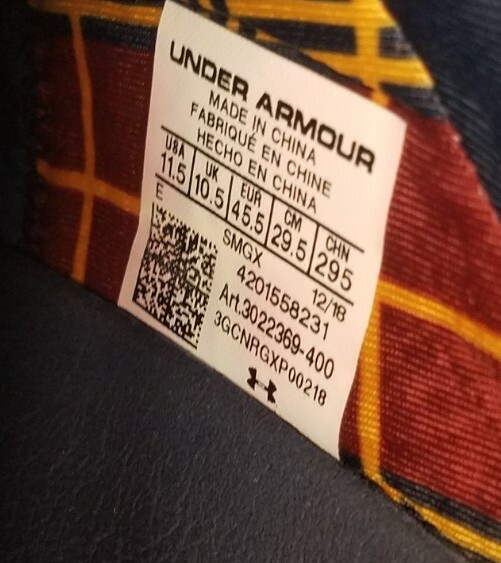 UNDER ARMOUR
MADE IN CHINA
FABRIQUÉ EN CHINE
HECHO EN CHINA
USA UK EUR CM CHN
11.5 10.5 45.5 29.5 295
E
SMGX 12/18
4201558231
Art.3022369-400
3GCNRGXP00218